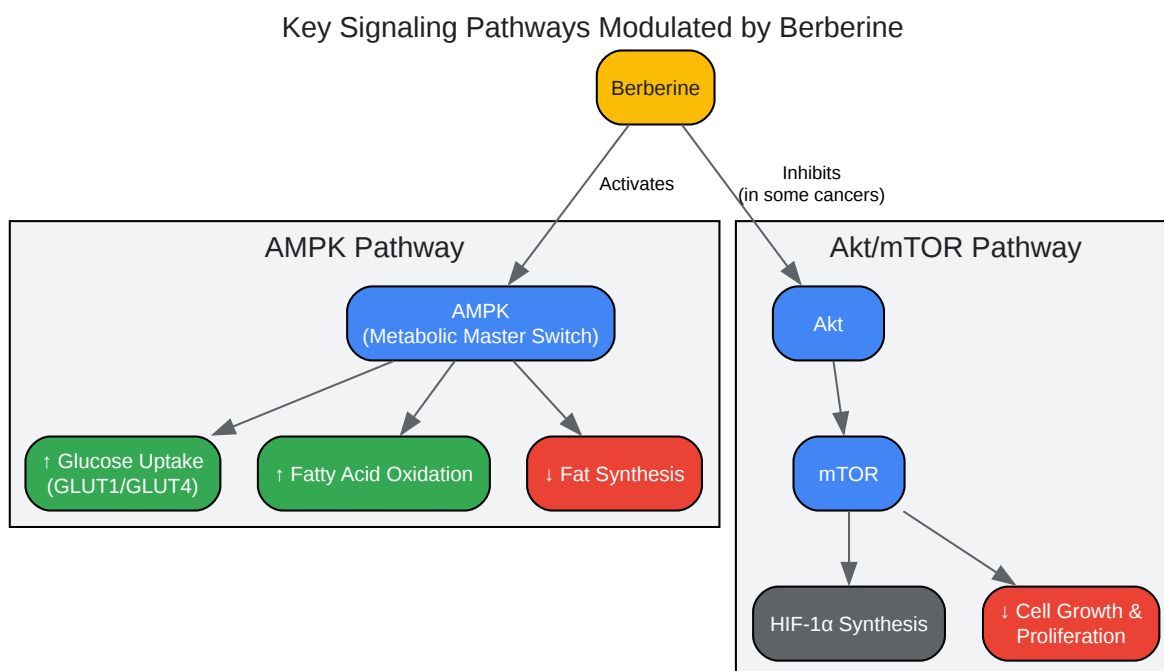 Key Signaling Pathways Modulated by Berberine
Berberine
Activates
Inhibits
(in some cancers)
AMPK Pathway
Akt/mTOR Pathway
AMPK
(Metabolic Master Switch)
Akt
↑ Glucose Uptake
(GLUT1/GLUT4)
↑ Fatty Acid Oxidation
↓ Fat Synthesis
mTOR
HIF-1α Synthesis
↓ Cell Growth &
Proliferation